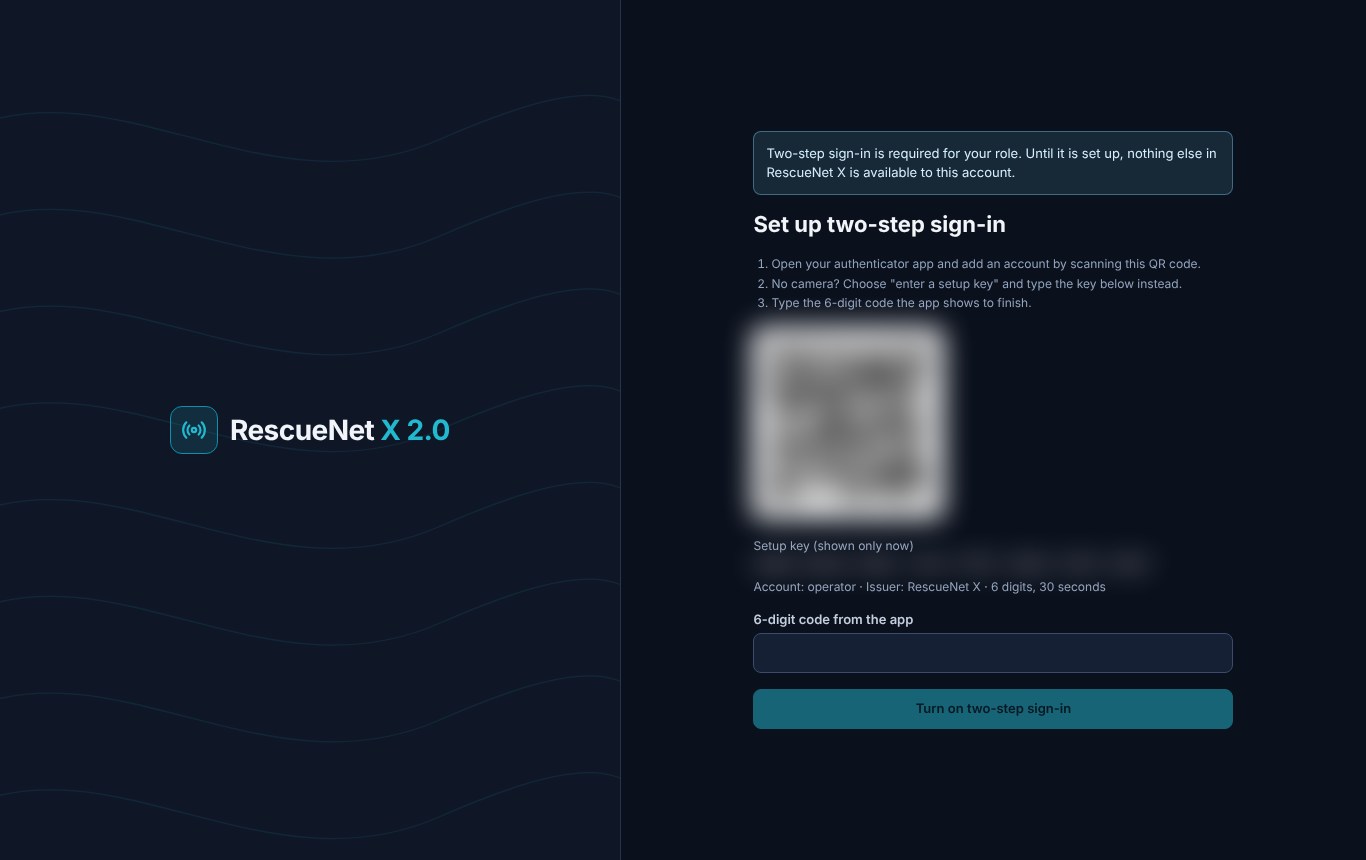 Two-step sign-in is required for your role. Until it is set up, nothing else in
RescueNet X is available to this account.
Set up two-step sign-in
1. Open your authenticator app and add an account by scanning this QR code.
2. No camera? Choose "enter a setup key" and type the key below instead.
3. Type the 6-digit code the app shows to finish.
RescueNet X 2.0
Setup key (shown only now)
Account: operator · Issuer: RescueNet X · 6 digits, 30 seconds
6-digit code from the app
Turn on two-step sign-in